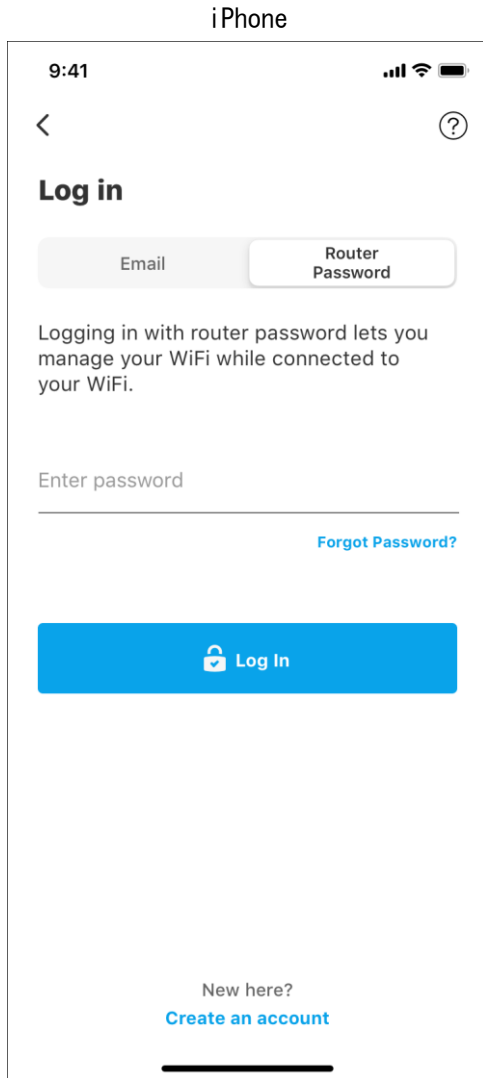 iPhone
9:41
?
Log in
Email
Router
Password
Logging in with router password lets you
manage your WiFi while connected to
your WiFi.
Enter password
Forgot Password?
Log In
New here?
Create an account